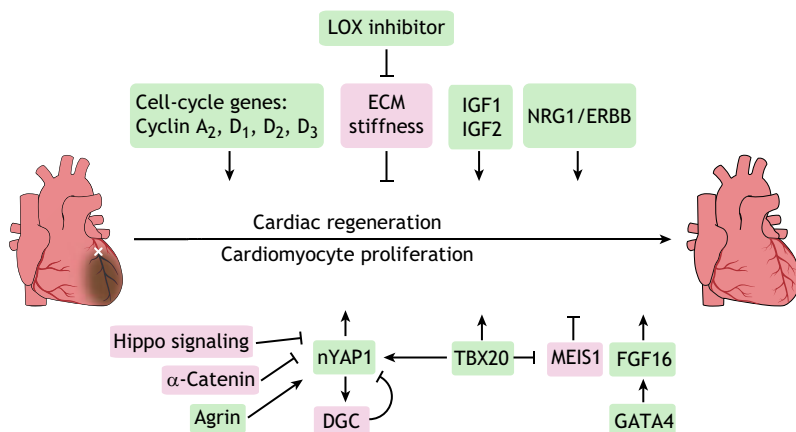 LOX inhibitor
Cell-cycle genes:
Cyclin A₂, D₁, D₂, D₃
ECM
stiffness
IGF1
IGF2
NRG1/ERBB
Cardiac regeneration
Cardiomyocyte proliferation
Hippo signaling
nYAP1
TBX20
MEIS1
FGF16
α-Catenin
Agrin
DGC
GATA4